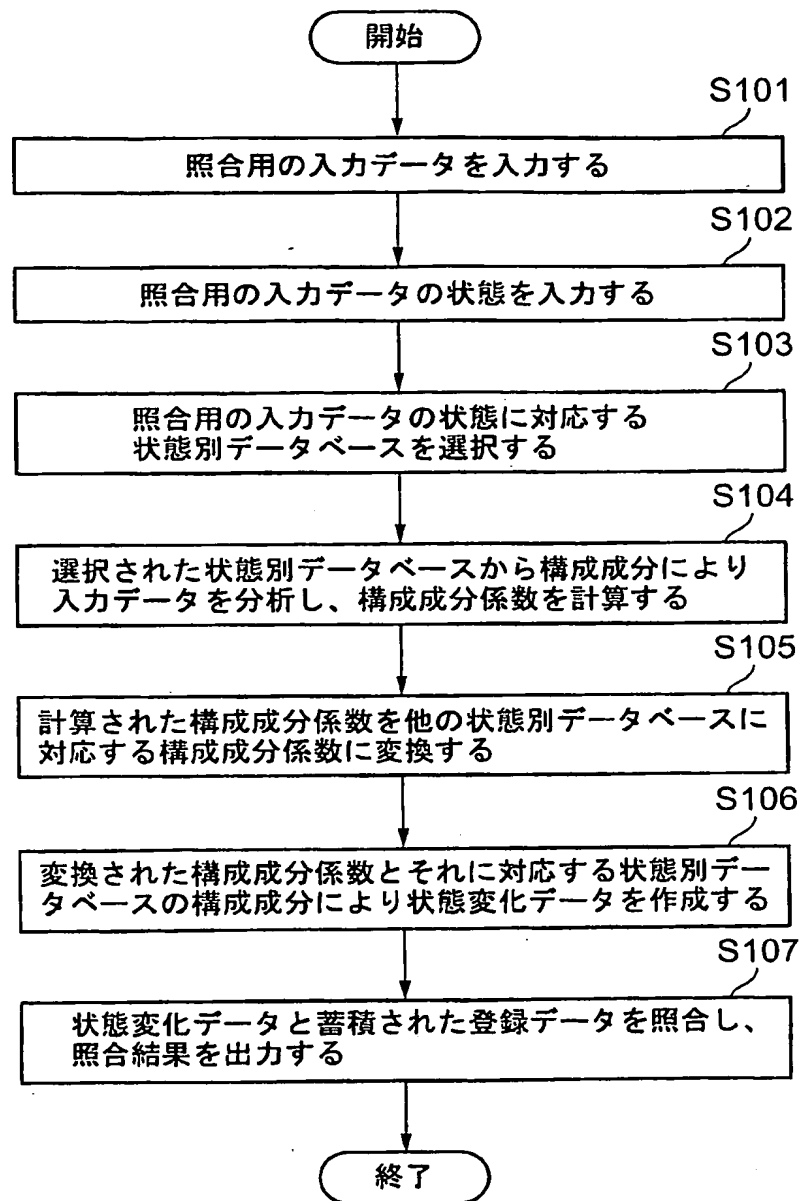 開始
S101
照合用の入力データを入力する
S102
照合用の入力データの状態を入力する
S103
照合用の入力データの状態に対応する
状態別データベースを選択する
S104
選択された状態別データベースから構成成分により
入力データを分析し、構成成分係数を計算する
S105
計算された構成成分係数を他の状態別データベースに
対応する構成成分係数に変換する
S106
変換された構成成分係数とそれに対応する状態別デー
タベースの構成成分により状態変化データを作成する
S107
状態変化データと蓄積された登録データを照合し、
照合結果を出力する
終了